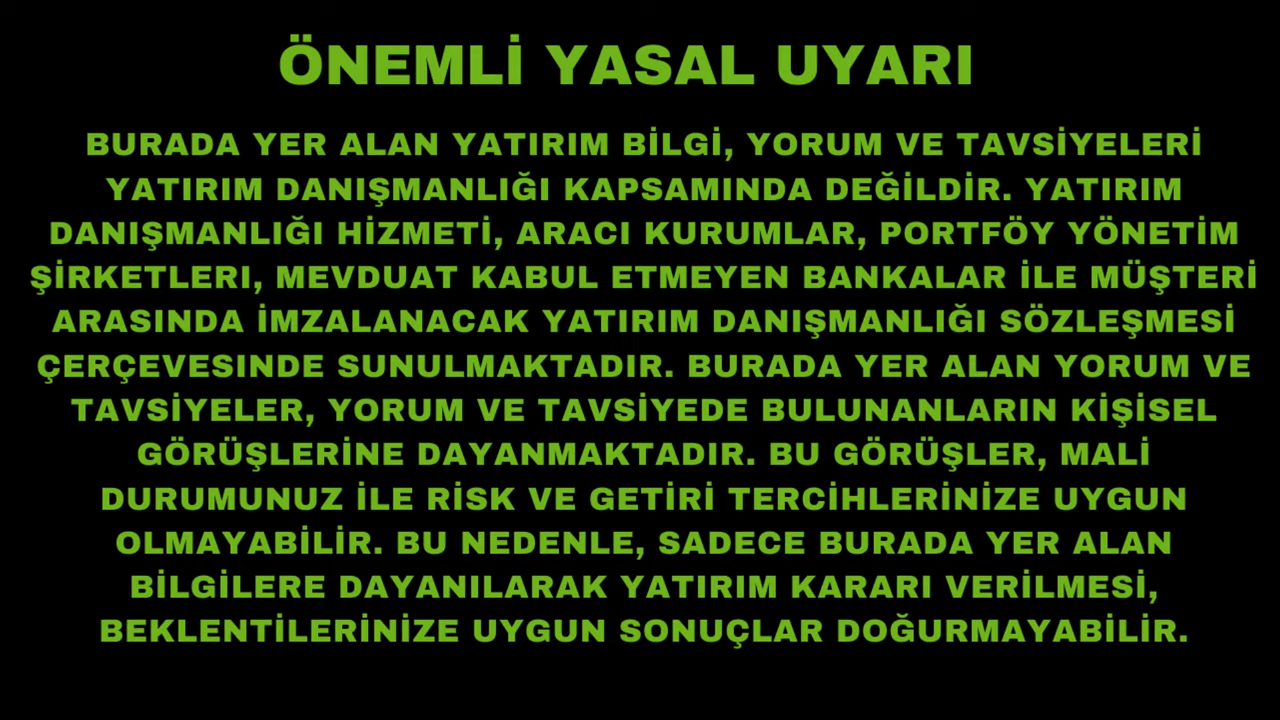 ÖNEMLİ YASAL UYARI
BURADA YER ALAN YATIRIM BİLGİ, YORUM VE TAVSİYELERİ
YATIRIM DANIŞMANLIĞI KAPSAMINDA DEĞİLDİR. YATIRIM
DANIŞMANLIĞI HİZMETİ, ARACI KURUMLAR, PORTFÖY YÖNETİM
ŞİRKETLERI, MEVDUAT KABUL ETMEYEN BANKALAR İLE MÜŞTERİ
ARASINDA İMZALANACAK YATIRIM DANIŞMANLIĞI SÖZLEŞMESİ
ÇERÇEVESINDE SUNULMAKTADIR. BURADA YER ALAN YORUM VE
TAVSİYELER, YORUM VE TAVSİYEDE BULUNANLARIN KİŞİSEL
GÖRÜŞLERİNE DAYANMAKTADIR. BU GÖRÜŞLER, MALİ
DURUMUNUZ İLE RİSK VE GETİRİ TERCİHLERİNİZE UYGUN
OLMAYABİLİR. BU NEDENLE, SADECE BURADA YER ALAN
BİLGİLERE DAYANILARAK YATIRIM KARARI VERİLMESİ,
BEKLENTİLERİNİZE UYGUN SONUÇLAR DOĞURMAYABİLİR.